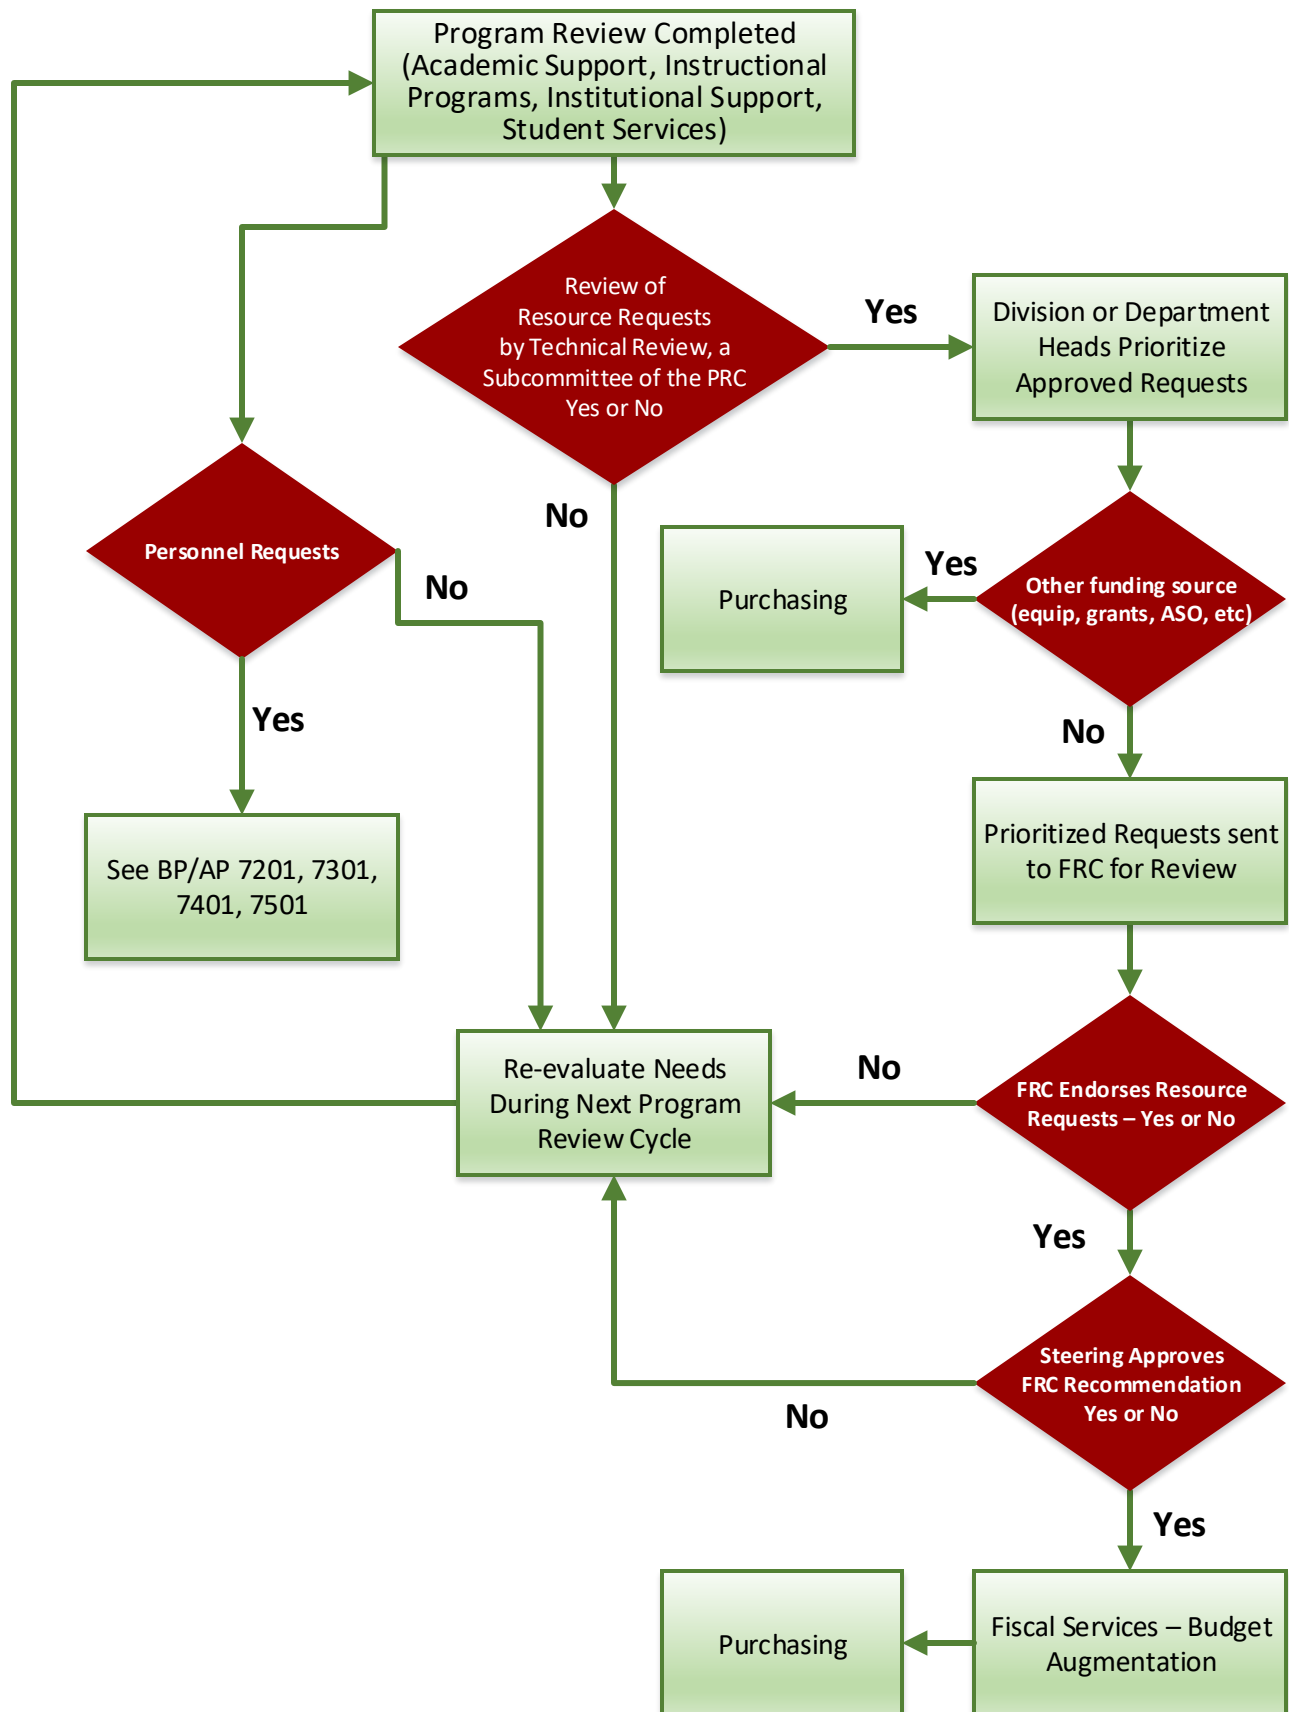 Program Review Completed
(Academic Support, Instructional
Programs, Institutional Support,
Student Services)
Review of
Resource Requests
by Technical Review, a
Subcommittee of the PRC
Yes or No
Yes
Division or Department
Heads Prioritize
Approved Requests
No
Personnel Requests
No
Yes
See BP/AP 7201, 7301,
7401, 7501
Other funding source
(equip, grants, ASO, etc)
Yes
Purchasing
No
Prioritized Requests sent
to FRC for Review
FRC Endorses Resource
Requests – Yes or No
No
Re-evaluate Needs
During Next Program
Review Cycle
Yes
Steering Approves
FRC Recommendation
Yes or No
No
Yes
Fiscal Services – Budget
Augmentation
Purchasing